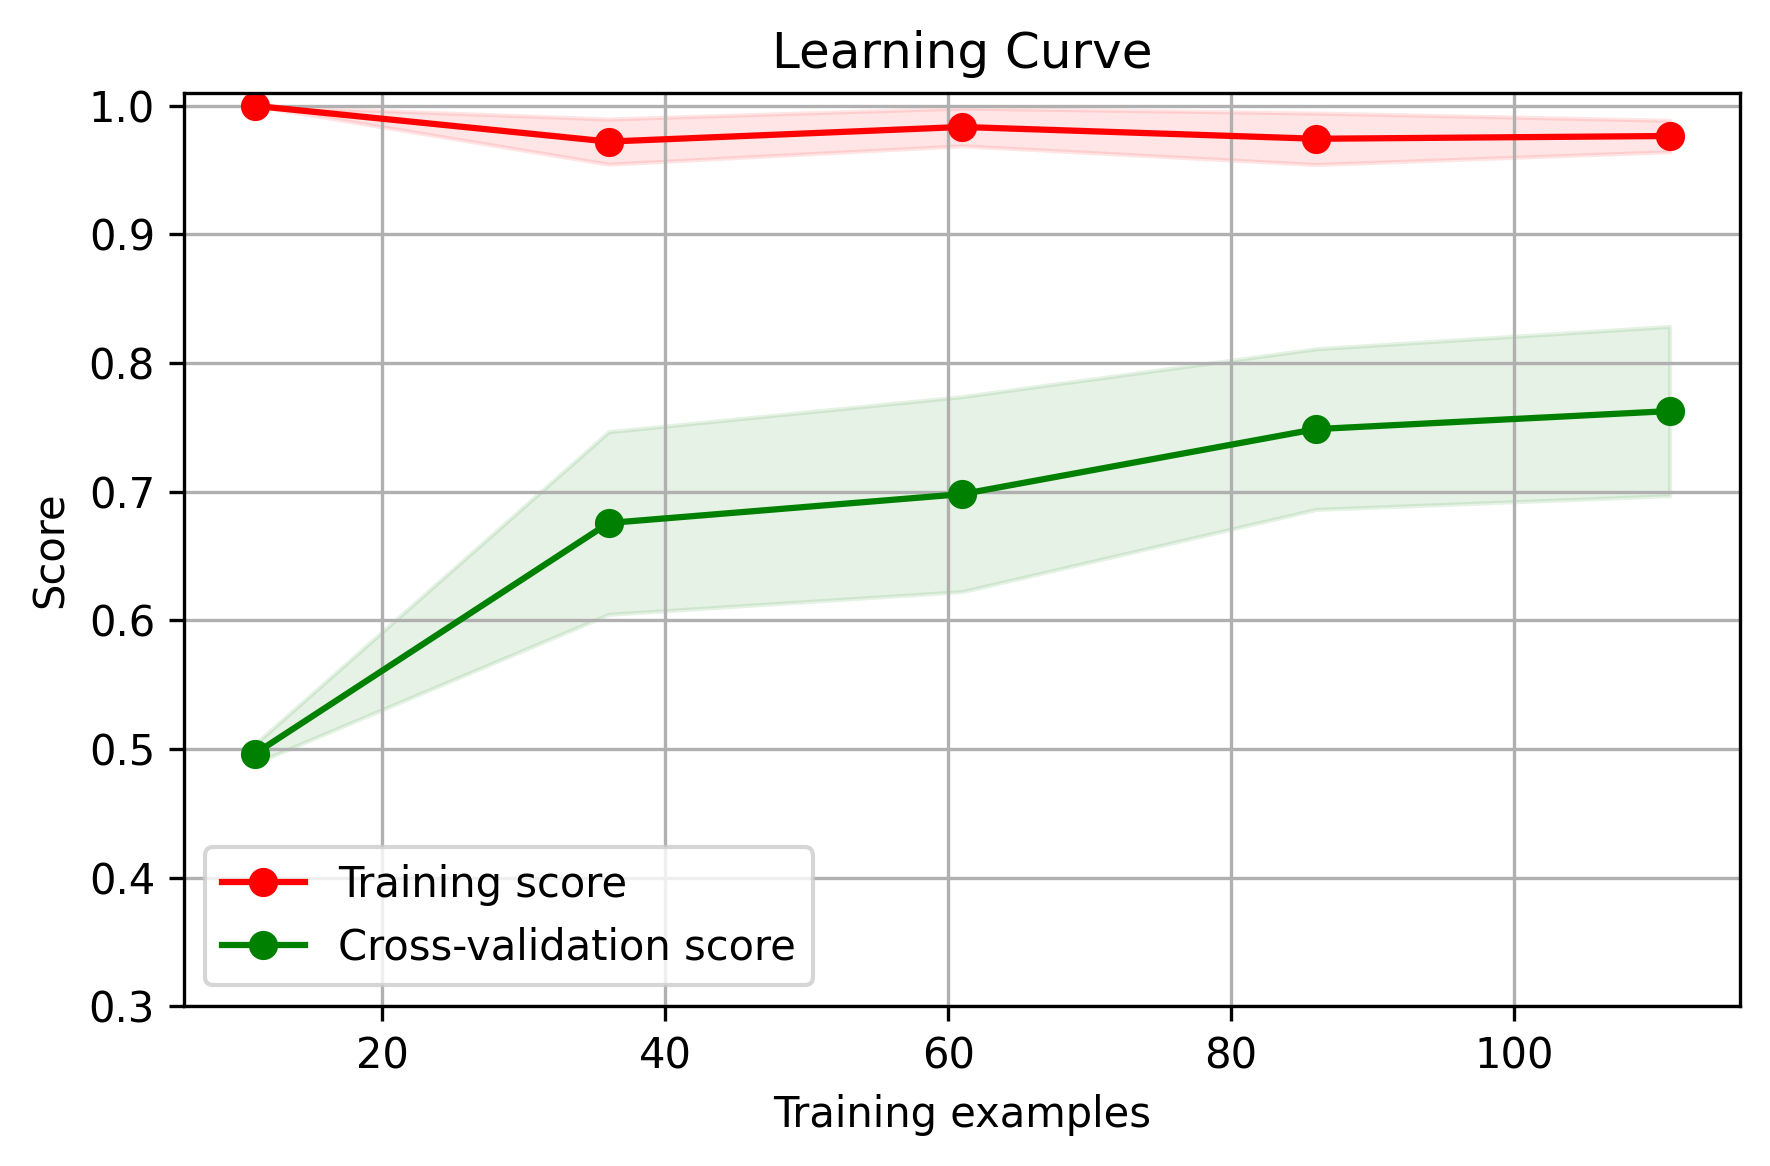 Learning Curve
1.0
0.9
0.8
0.7
0.6
0.5
0.4
0.3
Score
Training score
Cross-validation score
20 40 60 80 100
Training examples